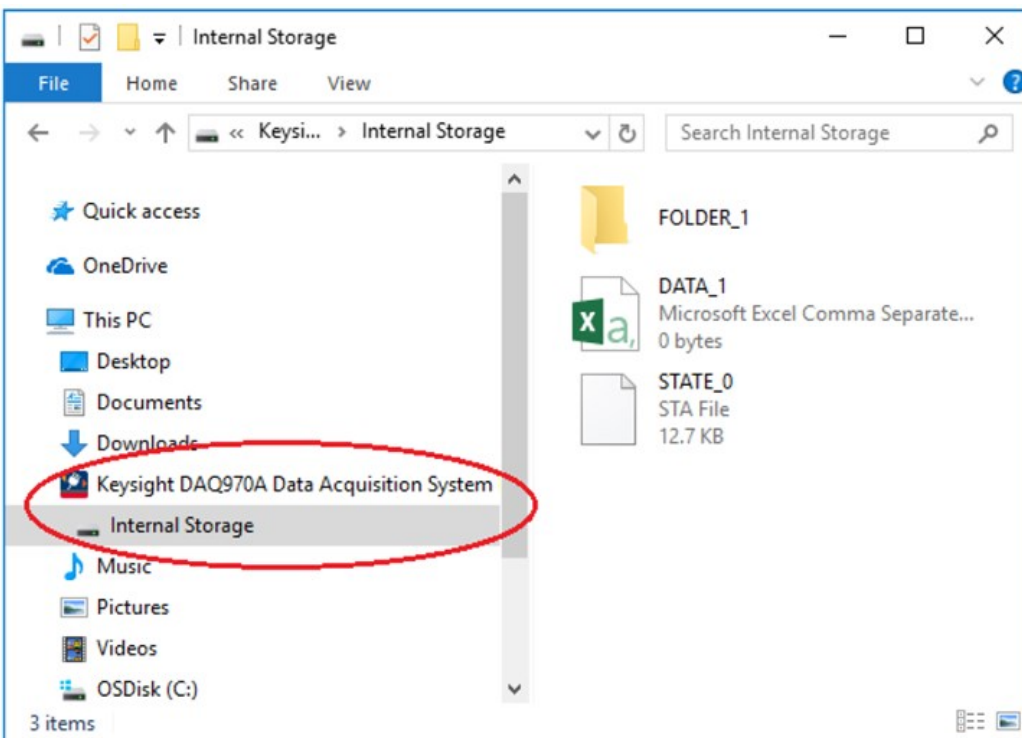 Internal Storage
File Home Share View
« Keysi... › Internal Storage
Search Internal Storage
Quick access
OneDrive
This PC
Desktop
Documents
Downloads
Keysight DAQ970A Data Acquisition System
Internal Storage
Music
Pictures
Videos
OSDisk (C:)
FOLDER_1
DATA_1
Microsoft Excel Comma Separate...
0 bytes
STATE_0
STA File
12.7 KB
3 items